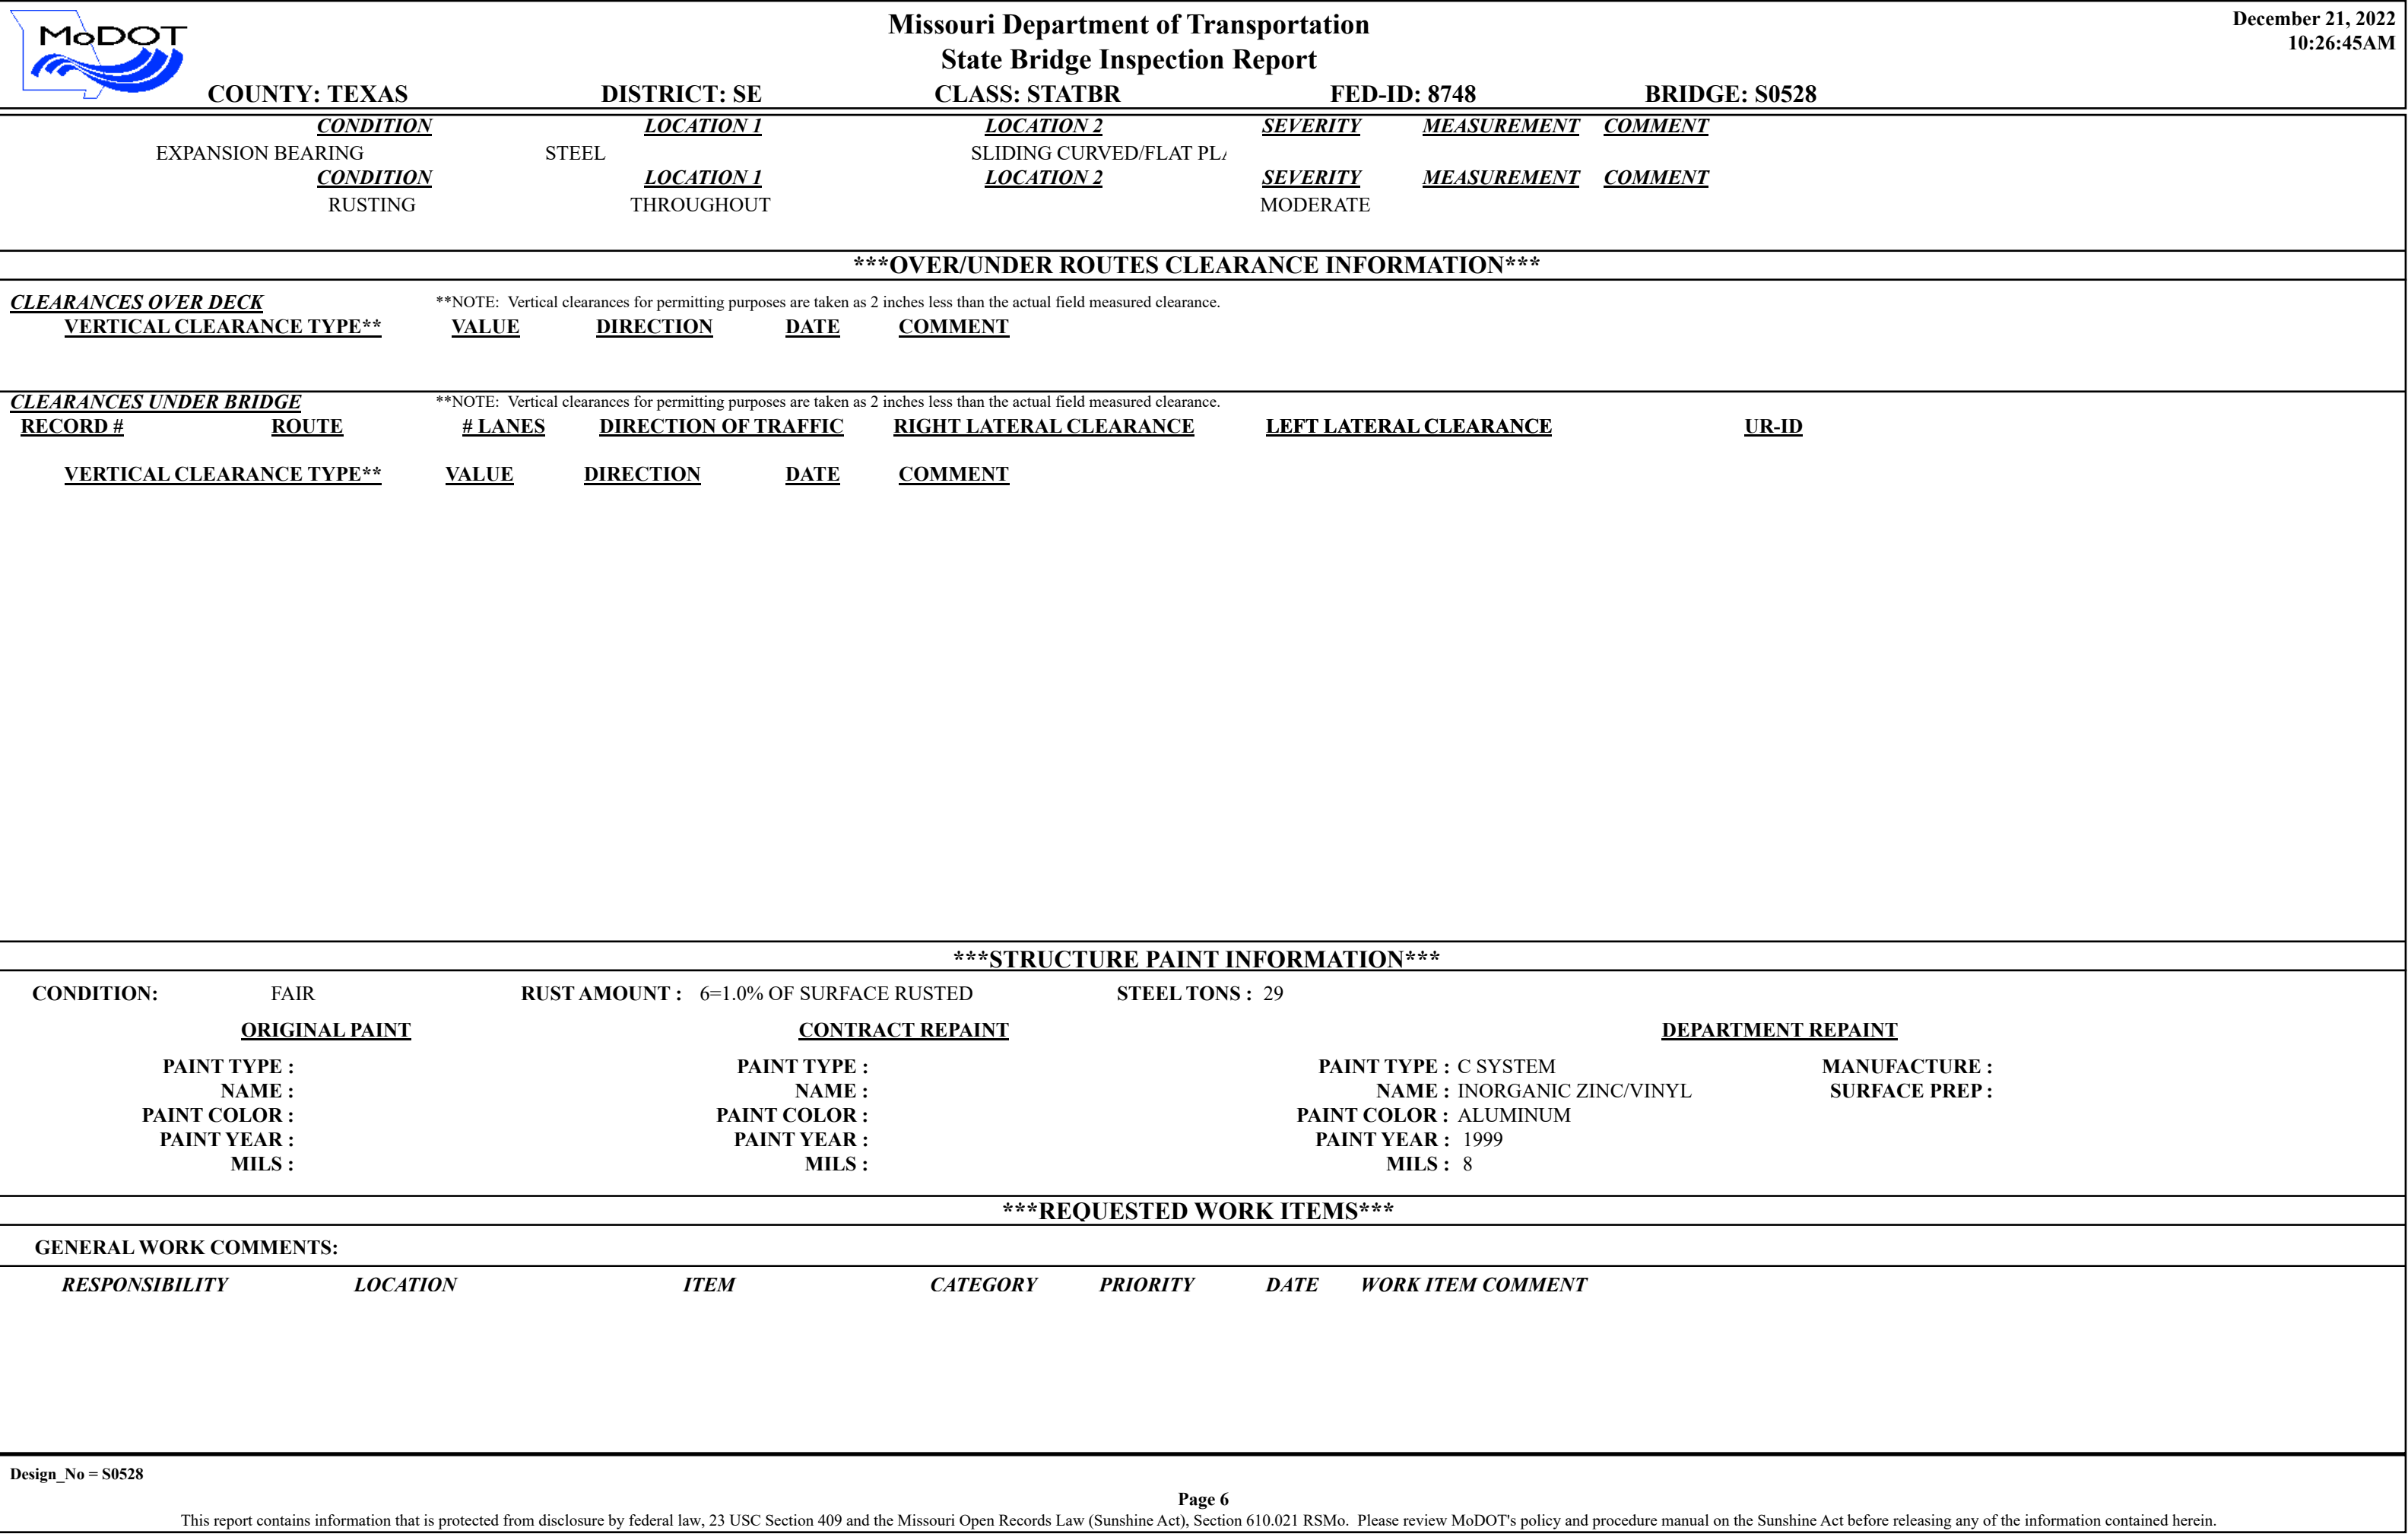 MoDOT
Missouri Department of Transportation
State Bridge Inspection Report
December 21, 2022
10:26:45AM
COUNTY: TEXAS DISTRICT: SE CLASS: STATBR FED-ID: 8748 BRIDGE: S0528
CONDITION LOCATION 1 LOCATION 2 SEVERITY MEASUREMENT COMMENT
EXPANSION BEARING STEEL SLIDING CURVED/FLAT PL
CONDITION LOCATION 1 LOCATION 2 SEVERITY MEASUREMENT COMMENT
RUSTING THROUGHOUT MODERATE
***OVER/UNDER ROUTES CLEARANCE INFORMATION***
CLEARANCES OVER DECK **NOTE: Vertical clearances for permitting purposes are taken as 2 inches less than the actual field measured clearance.
VERTICAL CLEARANCE TYPE** VALUE DIRECTION DATE COMMENT
CLEARANCES UNDER BRIDGE **NOTE: Vertical clearances for permitting purposes are taken as 2 inches less than the actual field measured clearance.
RECORD # ROUTE # LANES DIRECTION OF TRAFFIC RIGHT LATERAL CLEARANCE LEFT LATERAL CLEARANCE UR-ID
VERTICAL CLEARANCE TYPE** VALUE DIRECTION DATE COMMENT
***STRUCTURE PAINT INFORMATION***
CONDITION: FAIR RUST AMOUNT : 6=1.0% OF SURFACE RUSTED STEEL TONS : 29
ORIGINAL PAINT CONTRACT REPAINT DEPARTMENT REPAINT
PAINT TYPE : PAINT TYPE : PAINT TYPE : C SYSTEM MANUFACTURE :
NAME : NAME : NAME : INORGANIC ZINC/VINYL SURFACE PREP :
PAINT COLOR : PAINT COLOR : PAINT COLOR : ALUMINUM
PAINT YEAR : PAINT YEAR : PAINT YEAR : 1999
MILS : MILS : MILS : 8
***REQUESTED WORK ITEMS***
GENERAL WORK COMMENTS:
RESPONSIBILITY LOCATION ITEM CATEGORY PRIORITY DATE WORK ITEM COMMENT
Design_No = S0528
Page 6
This report contains information that is protected from disclosure by federal law, 23 USC Section 409 and the Missouri Open Records Law (Sunshine Act), Section 610.021 RSMo. Please review MoDOT's policy and procedure manual on the Sunshine Act before releasing any of the information contained herein.